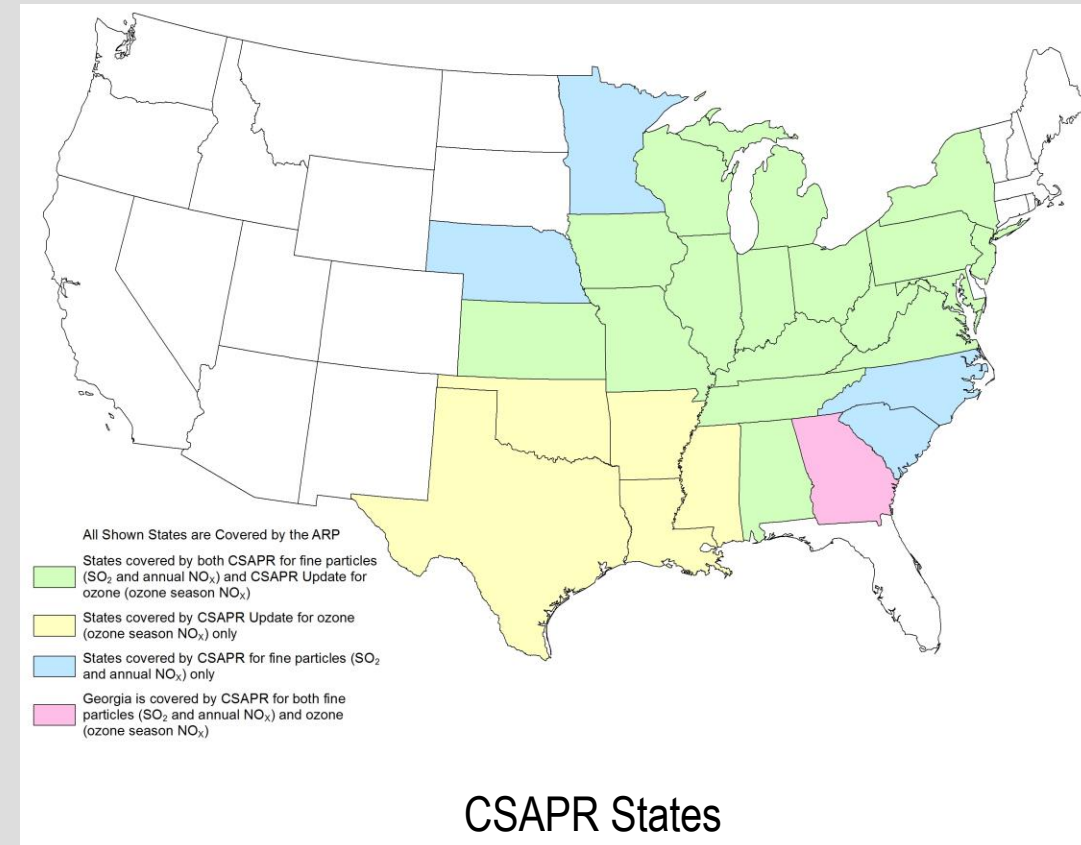 All Shown States are Covered by the ARP
States covered by both CSAPR for fine particles
(SO₂ and annual NOₓ) and CSAPR Update for
ozone (ozone season NOₓ)
States covered by CSAPR Update for ozone
(ozone season NOₓ) only
States covered by CSAPR for fine particles (SO₂
and annual NOₓ) only
Georgia is covered by CSAPR for both fine
particles (SO₂ and annual NOₓ) and ozone
(ozone season NOₓ)
CSAPR States